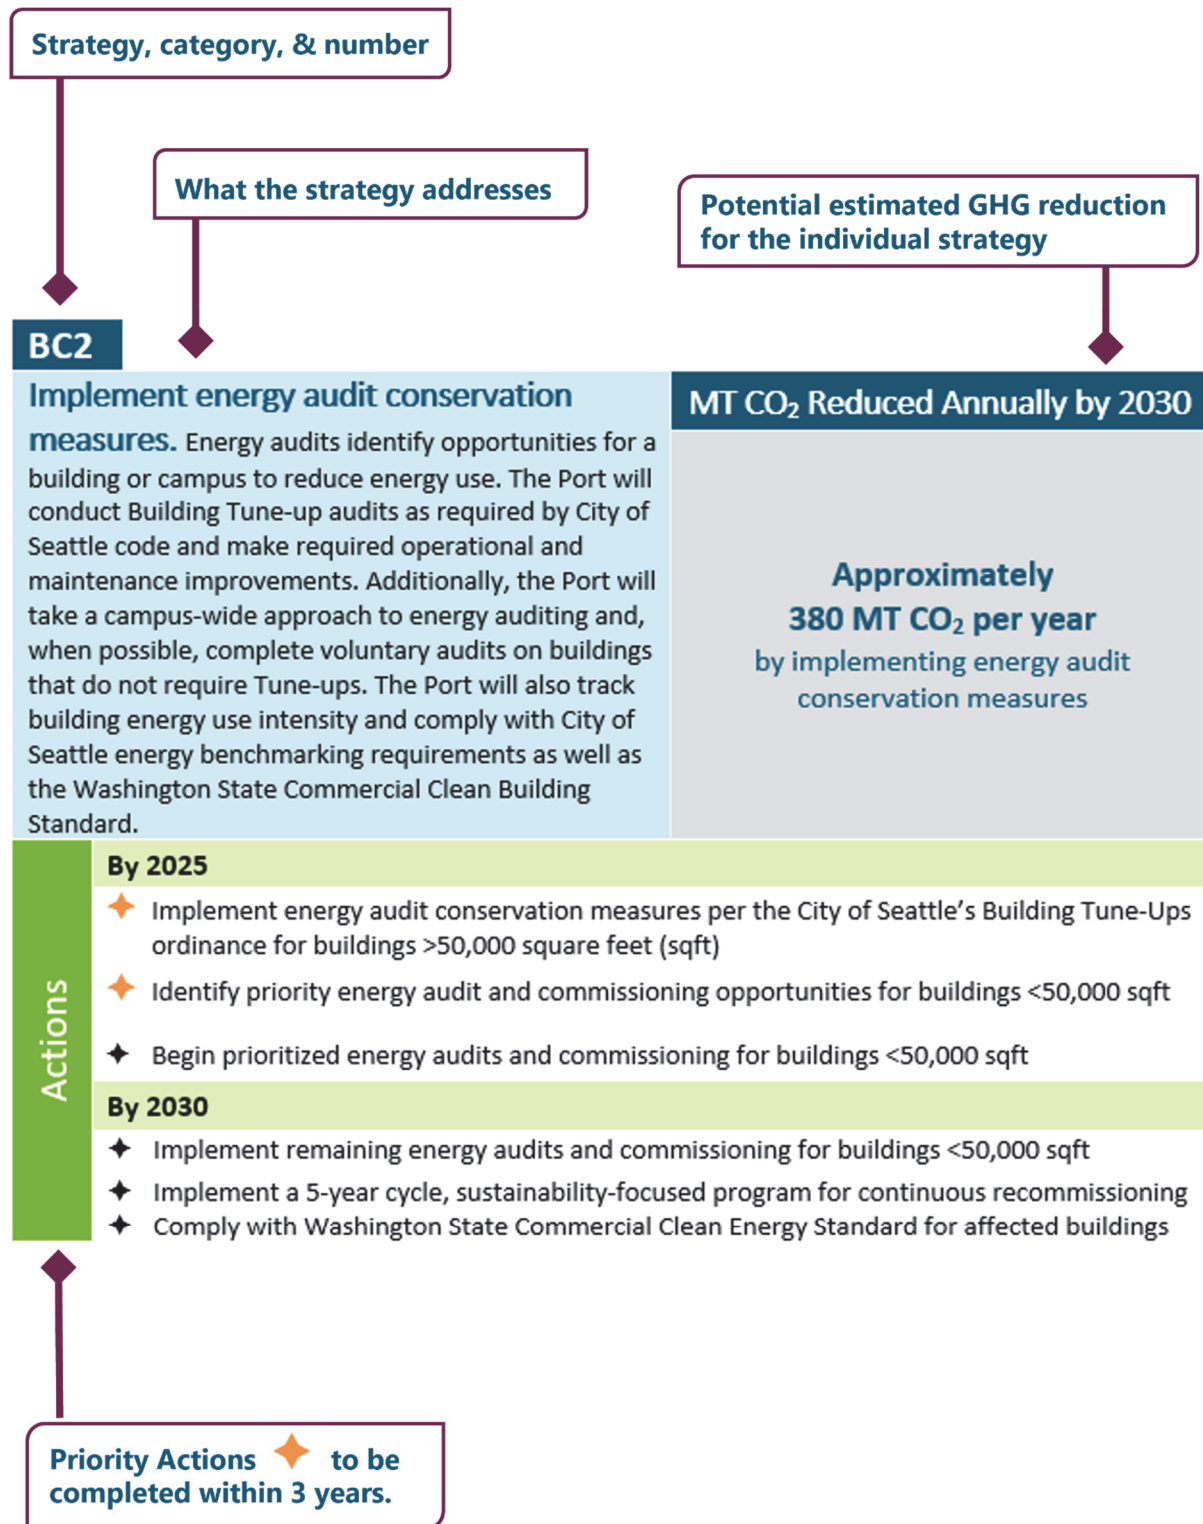 Strategy, category, & number
What the strategy addresses
Potential estimated GHG reduction
for the individual strategy
BC2
Implement energy audit conservation
measures. Energy audits identify opportunities for a
building or campus to reduce energy use. The Port will
conduct Building Tune-up audits as required by City of
Seattle code and make required operational and
maintenance improvements. Additionally, the Port will
take a campus-wide approach to energy auditing and,
when possible, complete voluntary audits on buildings
that do not require Tune-ups. The Port will also track
building energy use intensity and comply with City of
Seattle energy benchmarking requirements as well as
the Washington State Commercial Clean Building
Standard.
MT CO₂ Reduced Annually by 2030
Approximately
380 MT CO₂ per year
by implementing energy audit
conservation measures
Actions
By 2025
Implement energy audit conservation measures per the City of Seattle’s Building Tune-Ups
ordinance for buildings >50,000 square feet (sqft)
Identify priority energy audit and commissioning opportunities for buildings <50,000 sqft
Begin prioritized energy audits and commissioning for buildings <50,000 sqft
By 2030
Implement remaining energy audits and commissioning for buildings <50,000 sqft
Implement a 5-year cycle, sustainability-focused program for continuous recommissioning
Comply with Washington State Commercial Clean Energy Standard for affected buildings
Priority Actions to be
completed within 3 years.